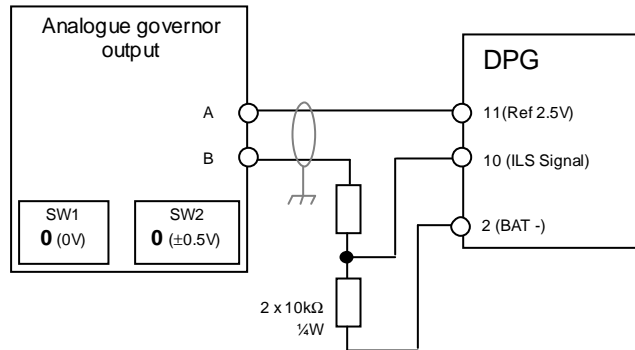 Analogue governor
output
DPG
A
11(Ref 2.5V)
B
10 (ILS Signal)
SW1
0 (0V)
SW2
0 (±0.5V)
2 (BAT -)
2 x 10kΩ
¼W